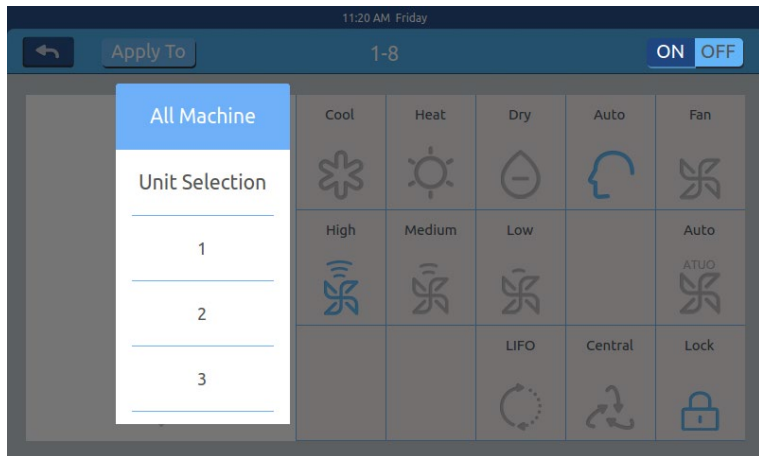 11:20 AM Friday
Apply To
1-8
ON OFF
All Machine
Unit Selection
1
2
3
Cool Heat Dry Auto Fan
High Medium Low Auto
ATUO
LIFO Central Lock